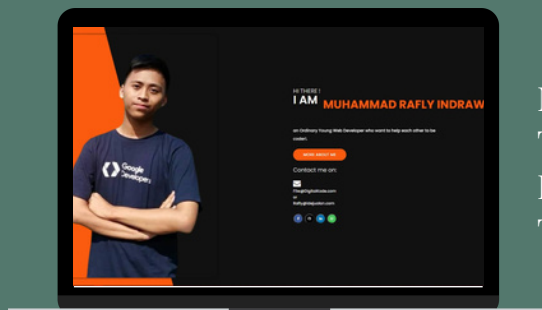 Google
Developers
HI THERE !
I AM
MUHAMMAD RAFLY INDRAW
an Ordinary Young Web Developer who want to help each other to be
coder!.
MORE ABOUT ME
Contact me on:
or